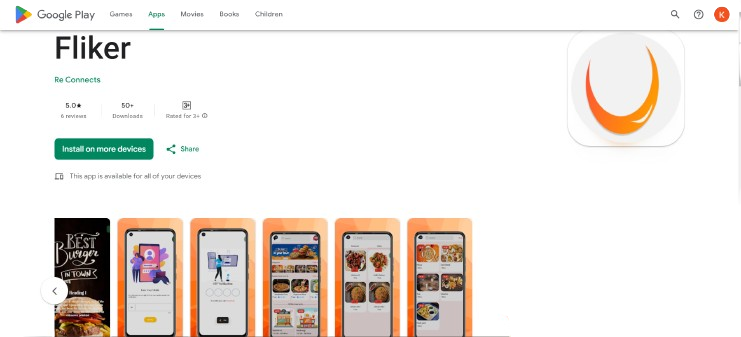 Google Play
Games
Apps
Movies
Books
Children
K
Fliker
Re Connects
5.0★
6 reviews
50+
Downloads
3+
Rated for 3+
Install on more devices
Share
This app is available for all of your devices
BEST
Burger
IN TOWN